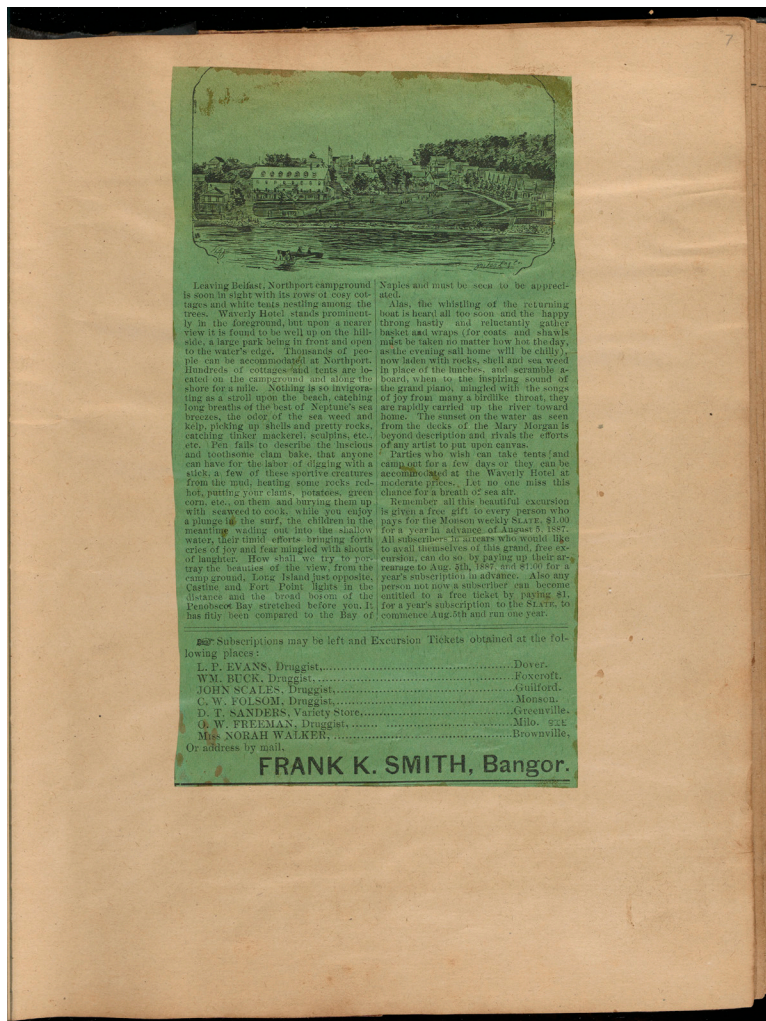 7
Leaving Belfast, Northport campground
is soon in sight with its rows of cosy cot-
tages and white tents nestling among the
trees. Waverly Hotel stands prominent-
ly in the foreground, but upon a nearer
view it is found to be well up on the hill-
side, a large park being in front and open
to the water's edge. Thousands of peo-
ple can be accommodated at Northport.
Hundreds of cottages and tents are lo-
cated on the campground and along the
shore for a mile. Nothing is so invigora-
ting as a stroll upon the beach, catching
long breaths of the best of Neptune's sea
breezes, the odor of the sea weed and
kelp, picking up shells and pretty rocks,
catching tinker mackerel, sculpins, etc.,
etc. Pen fails to describe the luscious
and toothsome clam bake, that anyone
can have for the labor of digging with a
stick, a few of these sportive creatures
from the mud, heating some rocks red-
hot, putting your clams, potatoes, green
corn, etc., on them and burying them up
with seaweed to cook, while you enjoy
a plunge in the surf, the children in the
meantime wading out into the shallow
water, their timid efforts bringing forth
cries of joy and fear mingled with shouts
of laughter. How shall we try to por-
tray the beauties of the view, from the
camp ground, Long Island just opposite,
Castine and Fort Point lights in the
distance and the broad bosom of the
Penobscot Bay stretched before you. It
has fitly been compared to the Bay of
Naples and must be seen to be appreci-
ated.
Alas, the whistling of the returning
boat is heard all too soon and the happy
throng hastily and reluctantly gather
basket and wraps (for coats and shawls
must be taken no matter how hot the day,
as the evening sail home will be chilly),
now laden with rocks, shell and sea weed
in place of the lunches, and scramble a-
board, when to the inspiring sound of
the grand piano, mingled with the songs
of joy from many a birdlike throat, they
are rapidly carried up the river toward
home. The sunset on the water as seen
from the decks of the Mary Morgan is
beyond description and rivals the efforts
of any artist to put upon canvas.
Parties who wish can take tents and
camp out for a few days or they can be
accommodated at the Waverly Hotel at
moderate prices. Let no one miss this
chance for a breath of sea air.
Remember all this beautiful excursion
is given a free gift to every person who
pays for the Monson weekly SLATE, $1.00
for a year in advance of August 5, 1887.
All subscribers in arrears who would like
to avail themselves of this grand, free ex-
cursion, can do so by paying up their ar-
rearage to Aug. 5th, 1887, and $1.00 for a
year's subscription in advance. Also any
person not now a subscriber can become
entitled to a free ticket by paying $1,
for a year's subscription to the SLATE, to
commence Aug. 5th and run one year.
☞ Subscriptions may be left and Excursion Tickets obtained at the fol-
lowing places:
L. P. EVANS, Druggist,............Dover.
WM. BUCK, Druggist,............Foxcroft.
JOHN SCALES, Druggist,............Guilford.
C. W. FOLSOM, Druggist,............Monson.
D. T. SANDERS, Variety Store,............Greenville.
O. W. FREEMAN, Druggist,............Milo.
Miss NORAH WALKER,............Brownville,
Or address by mail,
FRANK K. SMITH, Bangor.